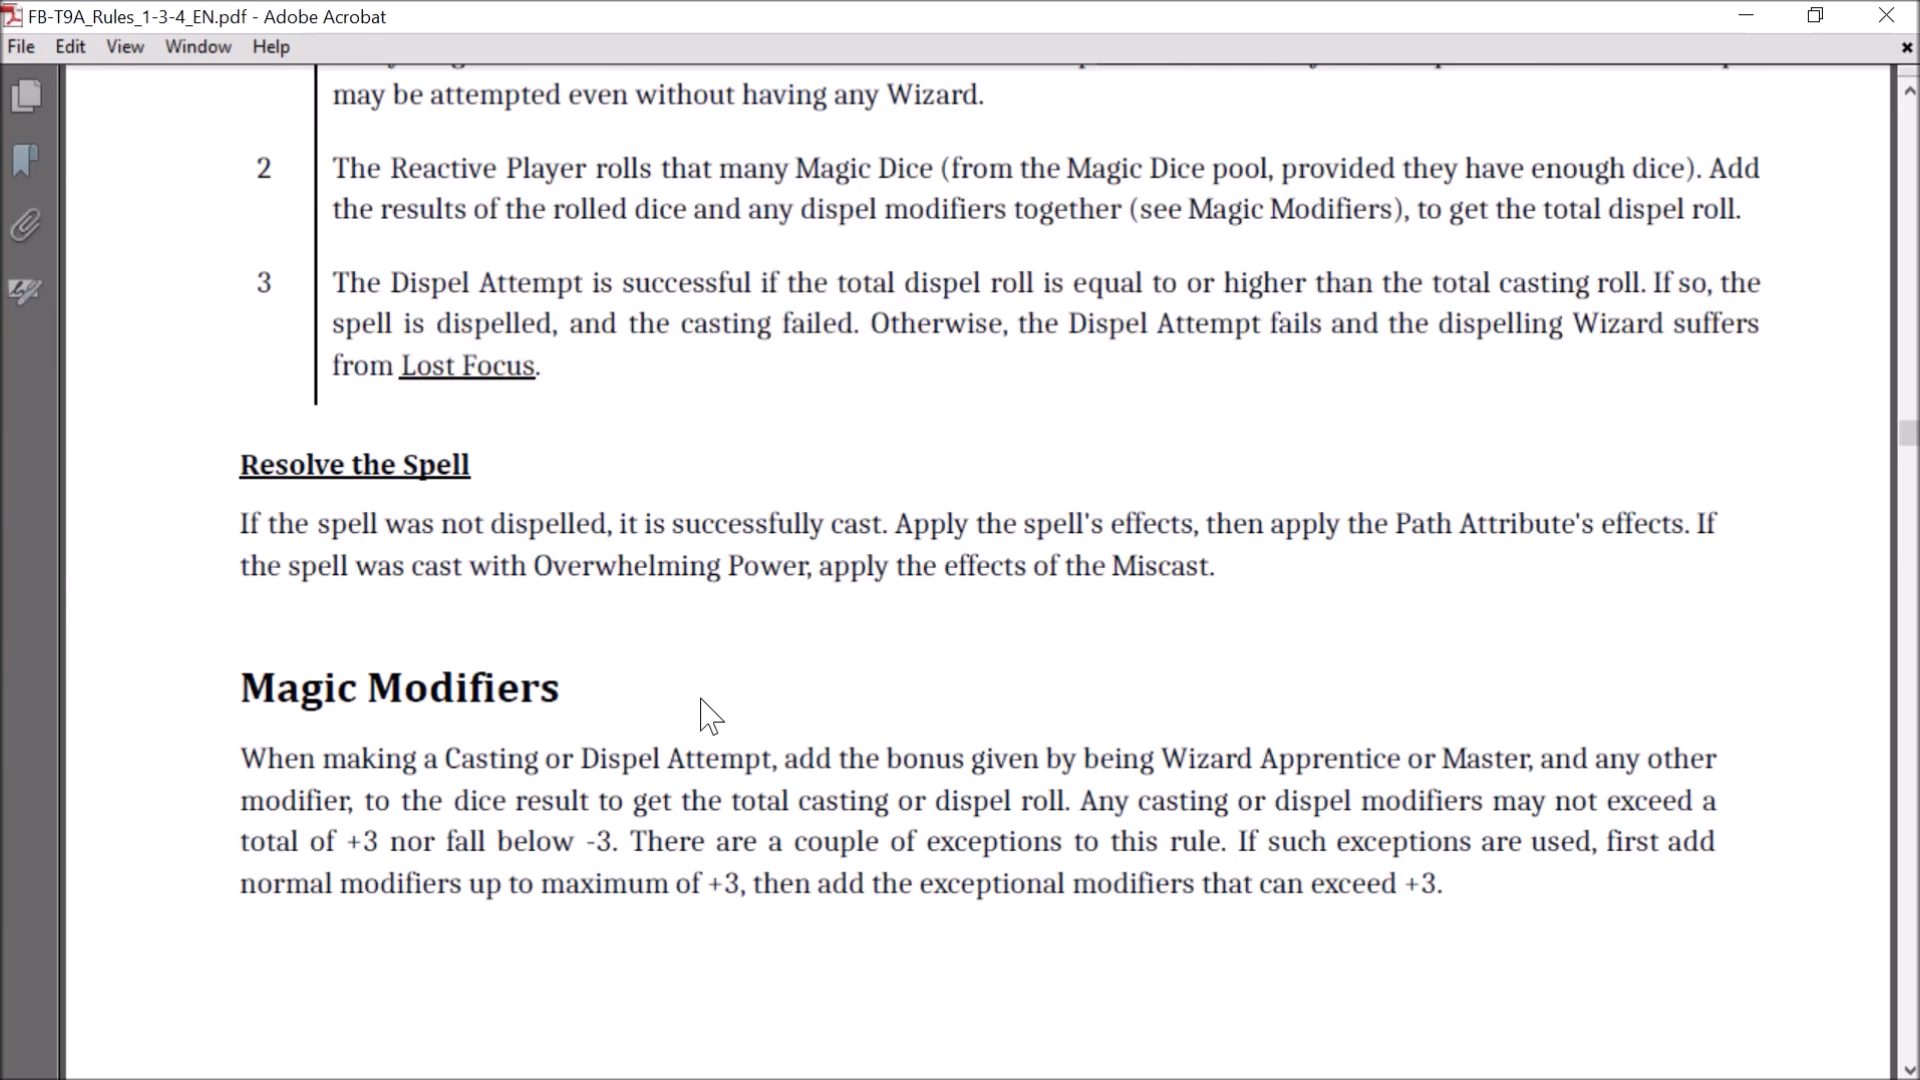 FB-T9A_Rules_1-3-4_EN.pdf - Adobe Acrobat
File Edit View Window Help
may be attempted even without having any Wizard.
2 The Reactive Player rolls that many Magic Dice (from the Magic Dice pool, provided they have enough dice). Add
the results of the rolled dice and any dispel modifiers together (see Magic Modifiers), to get the total dispel roll.
3 The Dispel Attempt is successful if the total dispel roll is equal to or higher than the total casting roll. If so, the
spell is dispelled, and the casting failed. Otherwise, the Dispel Attempt fails and the dispelling Wizard suffers
from Lost Focus.
Resolve the Spell
If the spell was not dispelled, it is successfully cast. Apply the spell's effects, then apply the Path Attribute's effects. If
the spell was cast with Overwhelming Power, apply the effects of the Miscast.
Magic Modifiers
When making a Casting or Dispel Attempt, add the bonus given by being Wizard Apprentice or Master, and any other
modifier, to the dice result to get the total casting or dispel roll. Any casting or dispel modifiers may not exceed a
total of +3 nor fall below -3. There are a couple of exceptions to this rule. If such exceptions are used, first add
normal modifiers up to maximum of +3, then add the exceptional modifiers that can exceed +3.